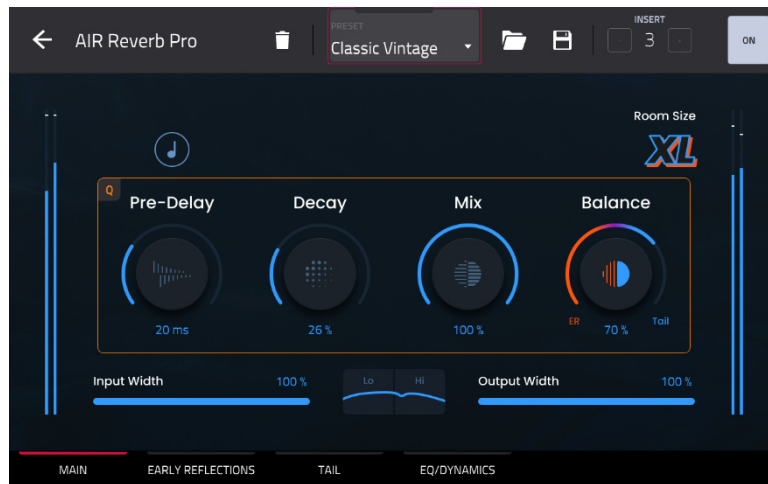 AIR Reverb Pro
PRESET
Classic Vintage
INSERT
3
ON
Room Size
XL
Q
Pre-Delay
Decay
Mix
Balance
20 ms
26 %
100 %
ER
70 %
Tail
Input Width
100 %
Lo
Hi
Output Width
100 %
MAIN
EARLY REFLECTIONS
TAIL
EQ/DYNAMICS